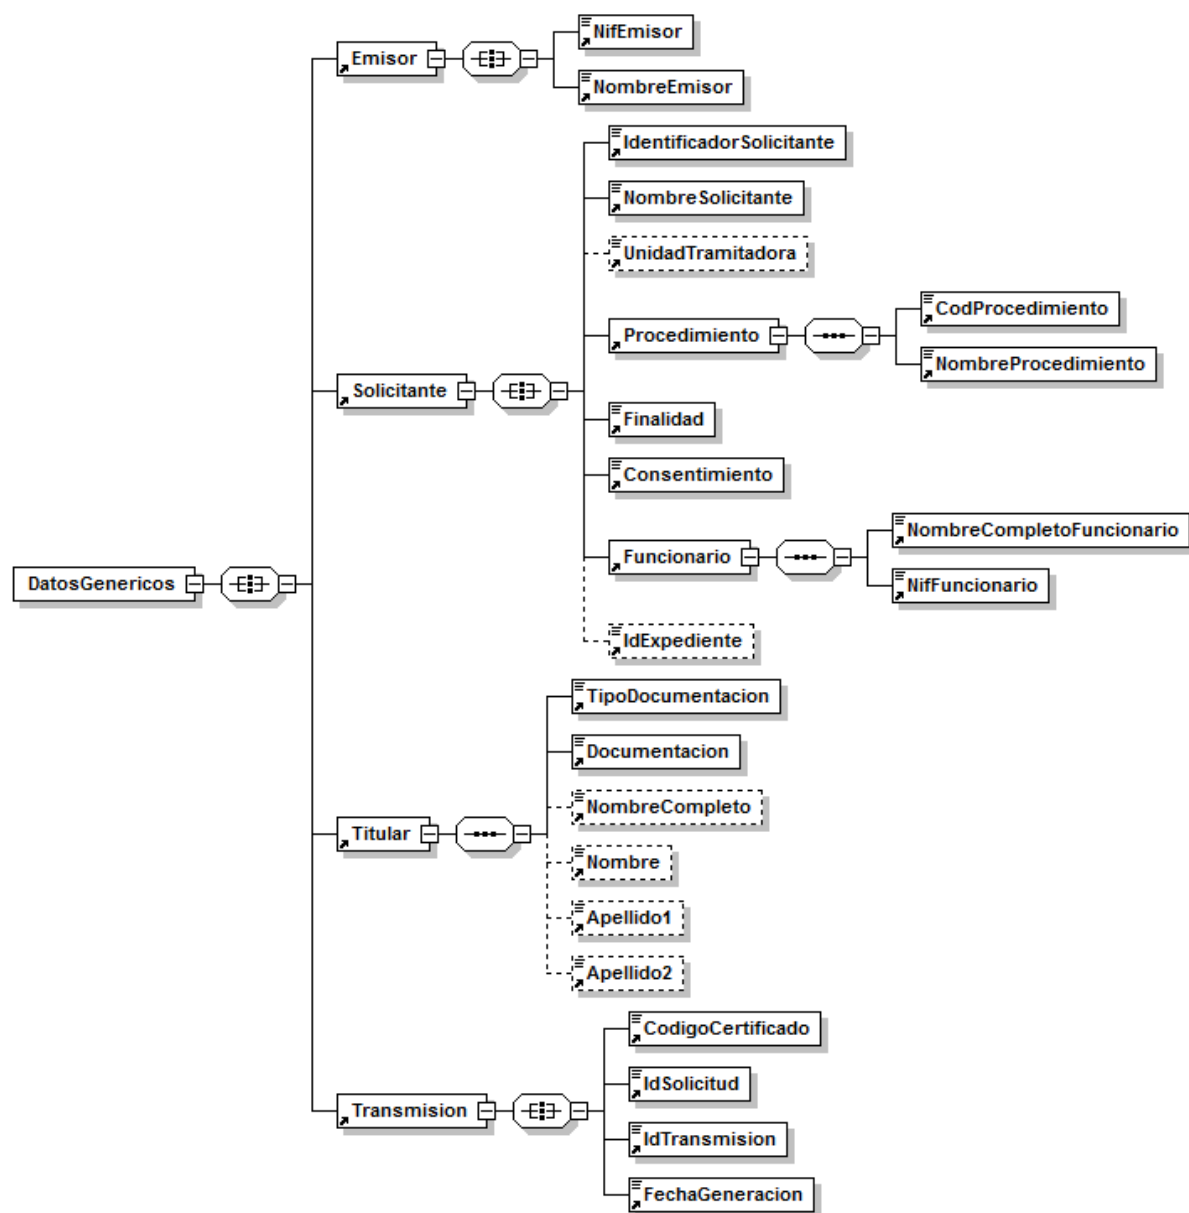 Emisor
NifEmisor
NombreEmisor
IdentificadorSolicitante
NombreSolicitante
UnidadTramitadora
Procedimiento
CodProcedimiento
NombreProcedimiento
Solicitante
Finalidad
Consentimiento
Funcionario
NombreCompletoFuncionario
NifFuncionario
DatosGenericos
IdExpediente
TipoDocumentacion
Documentacion
NombreCompleto
Titular
Nombre
Apellido1
Apellido2
CodigoCertificado
IdSolicitud
Transmision
IdTransmision
FechaGeneracion